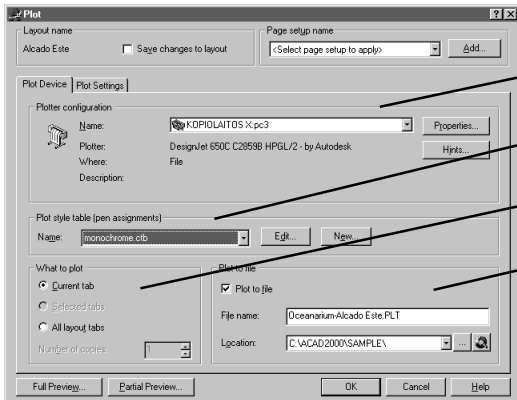 Plot
Layout name
Alcado Este
Save changes to layout
Page setup name
<Select page setup to apply>
Add...
Plot Device
Plot Settings
Plotter configuration
Name:
KOPIOLAITOS X.pc3
Properties...
Plotter:
DesignJet 650C C2859B HPGL/2 - by Autodesk
Hints...
Where:
File
Description:
Plot style table (pen assignments)
Name:
monochrome.ctb
Edit...
New...
What to plot
Current tab
Selected tabs
All layout tabs
Number of copies:
1
Plot to file
Plot to file
File name:
Oceanarium-Alcado Este.PLT
Location:
C:\ACAD2000\SAMPLE\
...
Full Preview...
Partial Preview...
OK
Cancel
Help